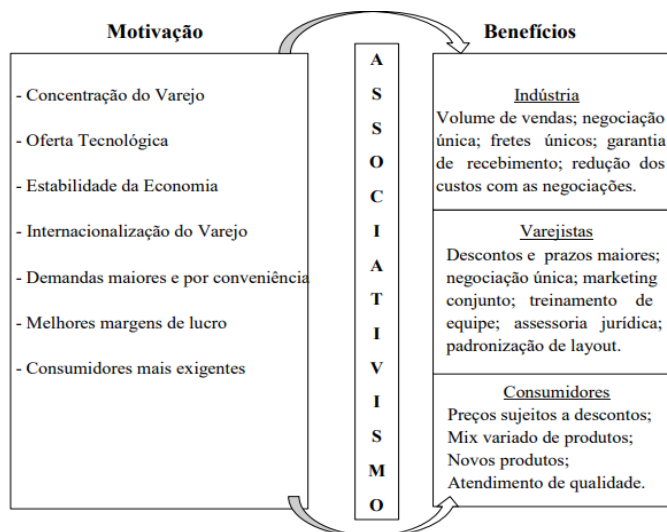 Motivação
- Concentração do Varejo
- Oferta Tecnológica
- Estabilidade da Economia
- Internacionalização do Varejo
- Demandas maiores e por conveniência
- Melhores margens de lucro
- Consumidores mais exigentes
A
S
S
O
C
I
A
T
I
V
I
S
M
O
Benefícios
Indústria
Volume de vendas; negociação
única; fretes únicos; garantia
de recebimento; redução dos
custos com as negociações.
Varejistas
Descontos e prazos maiores;
negociação única; marketing
conjunto; treinamento de
equipe; assessoria jurídica;
padronização de layout.
Consumidores
Preços sujeitos a descontos;
Mix variado de produtos;
Novos produtos;
Atendimento de qualidade.